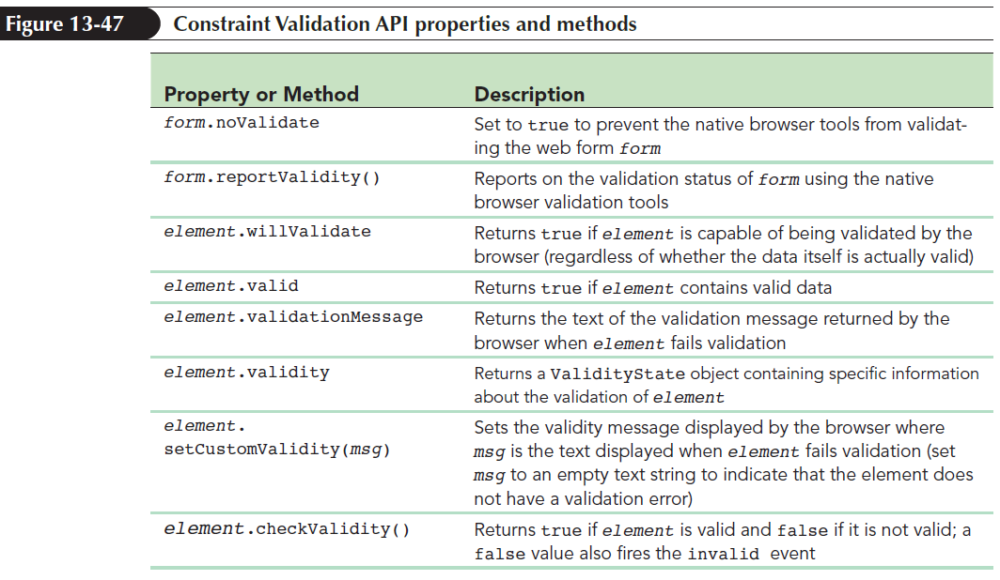 Figure 13-47 Constraint Validation API properties and methods
Property or Method Description
form.noValidate Set to true to prevent the native browser tools from validat-
ing the web form form
form.reportValidity() Reports on the validation status of form using the native
browser validation tools
element.willValidate Returns true if element is capable of being validated by the
browser (regardless of whether the data itself is actually valid)
element.valid Returns true if element contains valid data
element.validationMessage Returns the text of the validation message returned by the
browser when element fails validation
element.validity Returns a ValidityState object containing specific information
about the validation of element
element. Sets the validity message displayed by the browser where
setCustomValidity(msg) msg is the text displayed when element fails validation (set
msg to an empty text string to indicate that the element does
not have a validation error)
element.checkValidity() Returns true if element is valid and false if it is not valid; a
false value also fires the invalid event